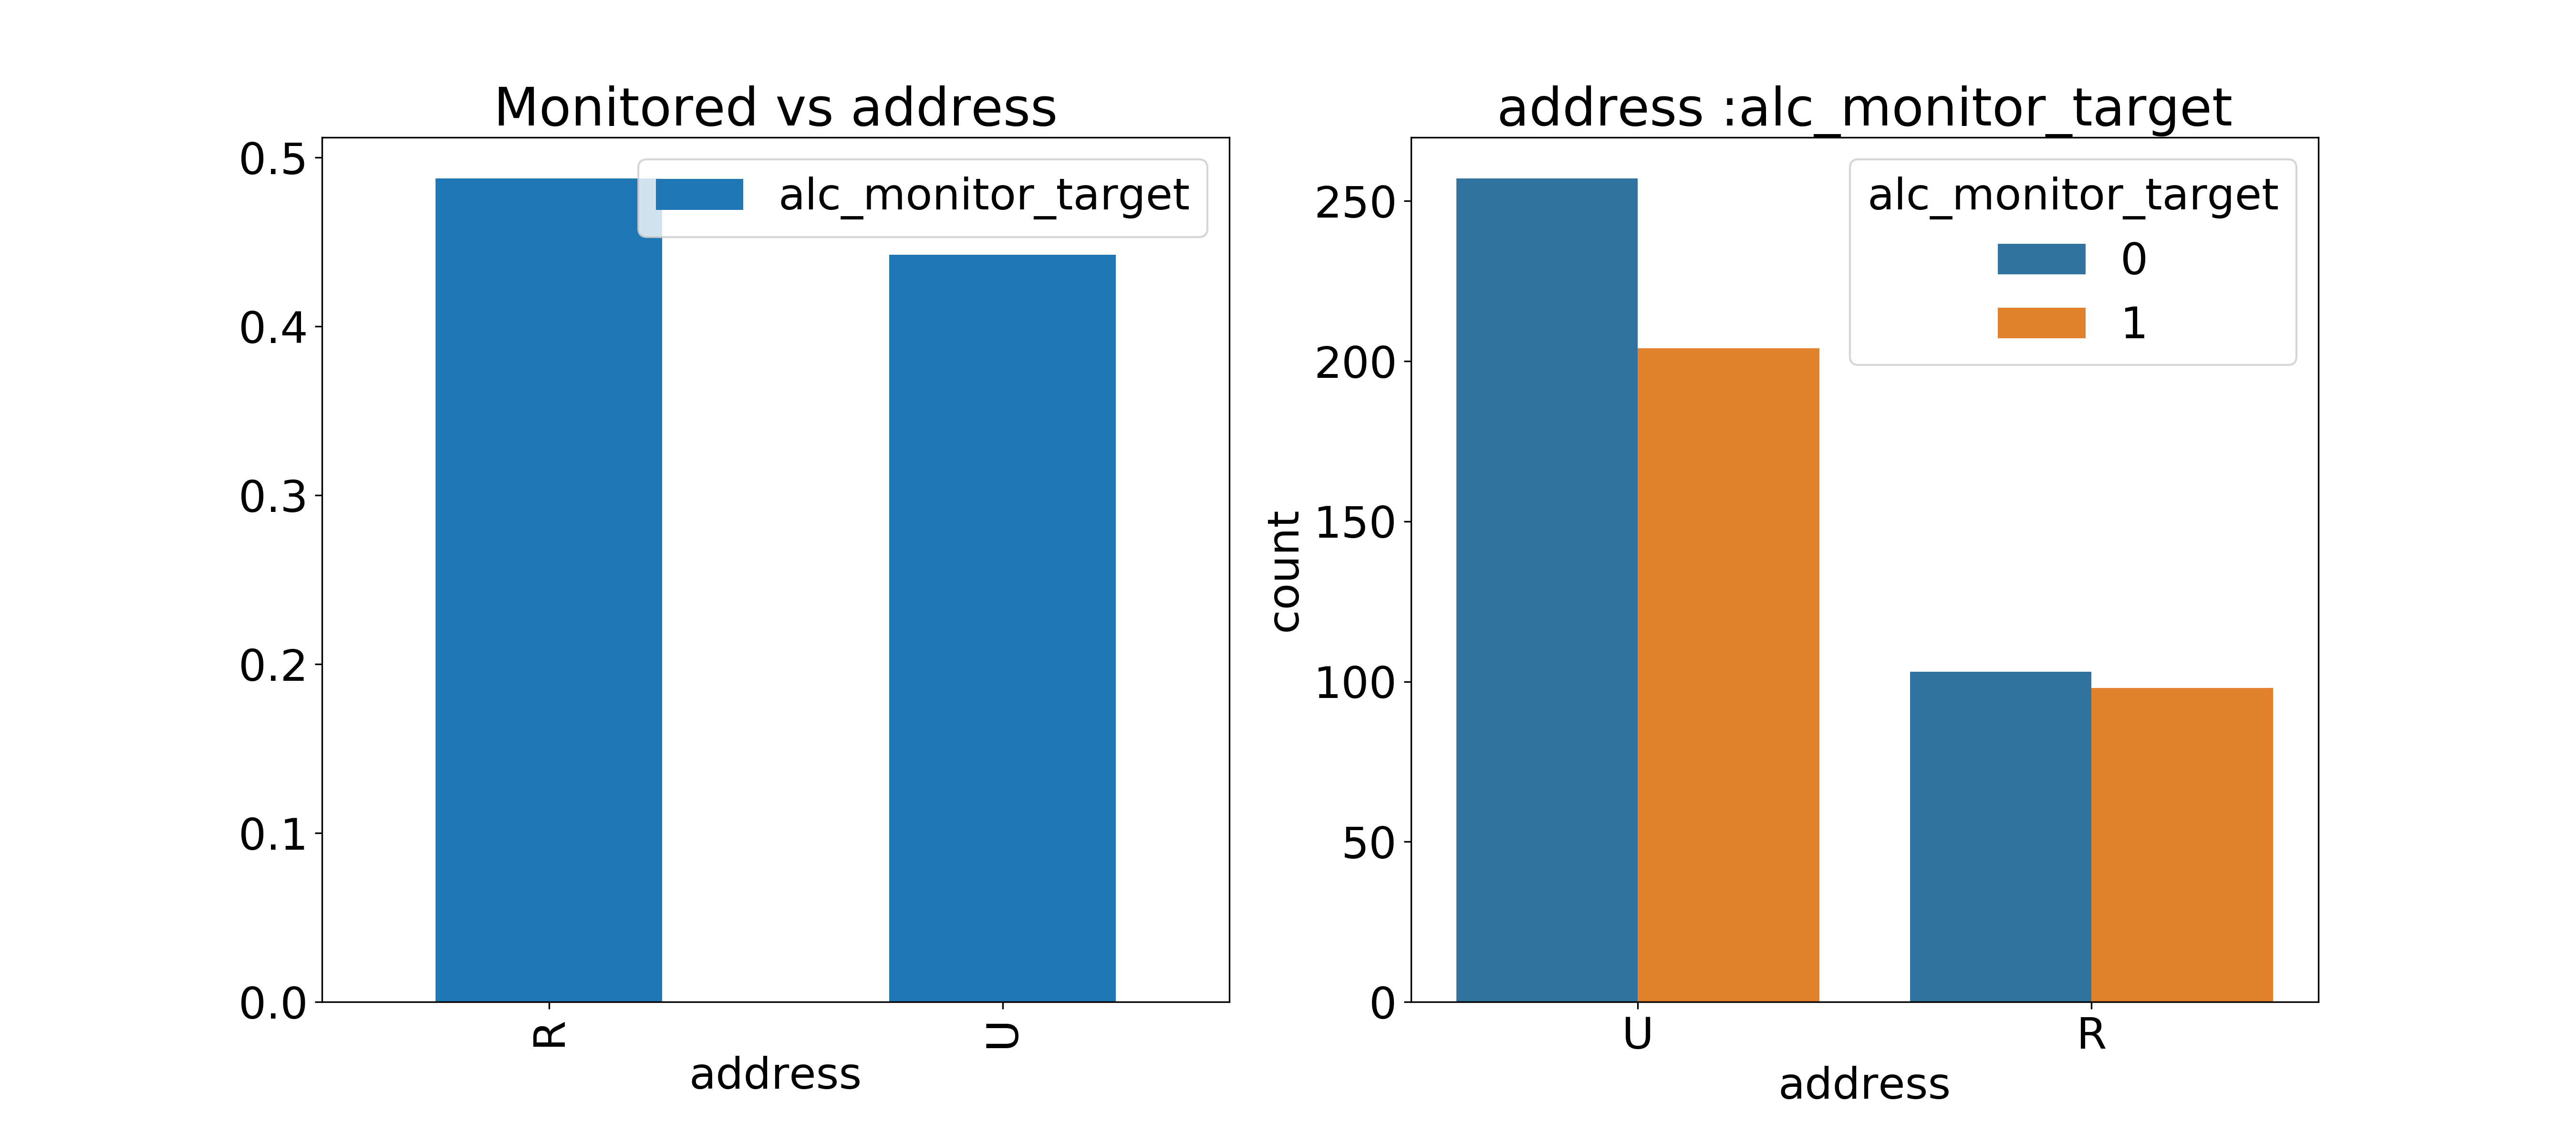 Monitored vs address
alc_monitor_target
0.5
0.4
0.3
0.2
0.1
0.0
R
U
address
address :alc_monitor_target
alc_monitor_target
0
1
count
250
200
150
100
50
0
U
R
address